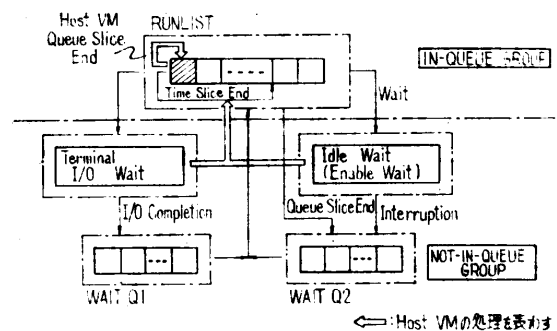 Host VM
Queue Slice
End
RUNLIST
IN-QUEUE GROUP
Time Slice End
Wait
Terminal
I/O Wait
Idle Wait
(Enable Wait)
I/O Completion
Queue Slice End
Interruption
NOT-IN-QUEUE
GROUP
WAIT Q1
WAIT Q2
⇐:Host VMの処理を表わす